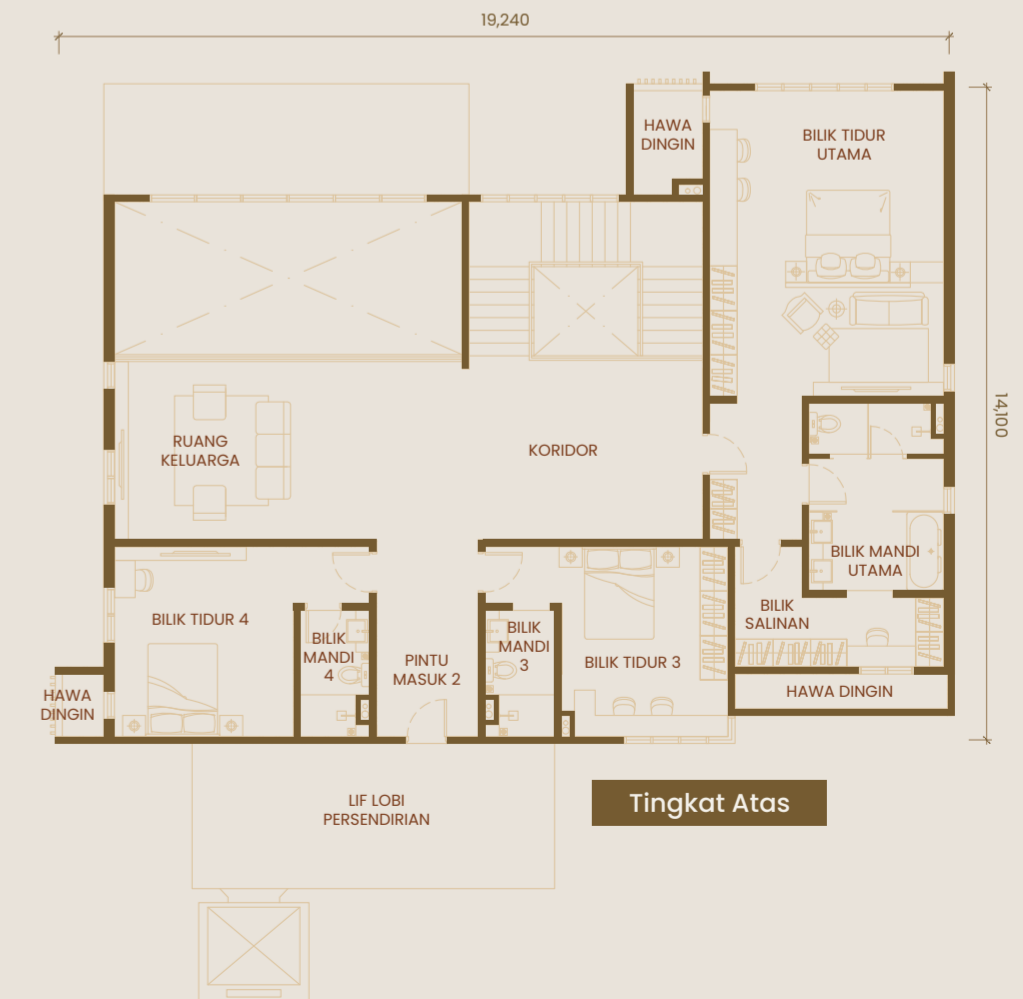 19,240
HAWA
DINGIN
BILIK TIDUR
UTAMA
14,100
RUANG
KELUARGA
KORIDOR
BILIK MANDI
UTAMA
BILIK
SALINAN
BILIK TIDUR 4
BILIK
MANDI
4
PINTU
MASUK 2
BILIK
MANDI
3
BILIK TIDUR 3
HAWA
DINGIN
HAWA DINGIN
LIF LOBI
PERSENDIRIAN
Tingkat Atas